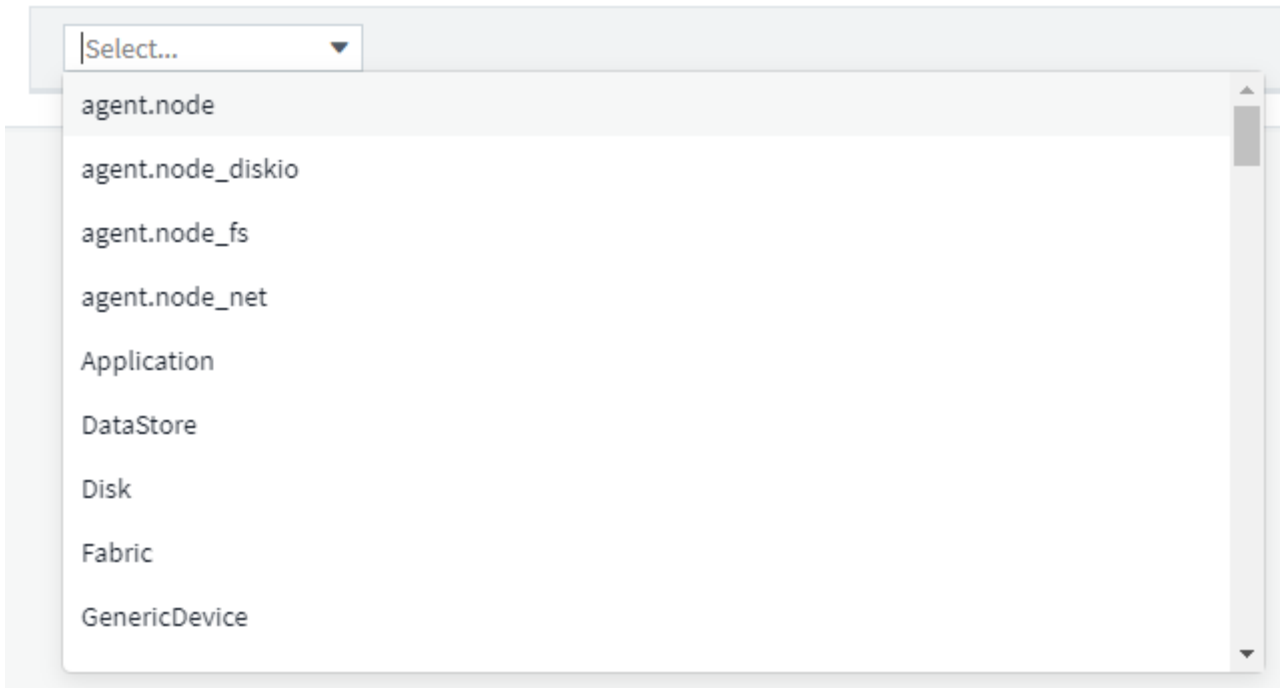 Select...
agent.node
agent.node_diskio
agent.node_fs
agent.node_net
Application
DataStore
Disk
Fabric
GenericDevice